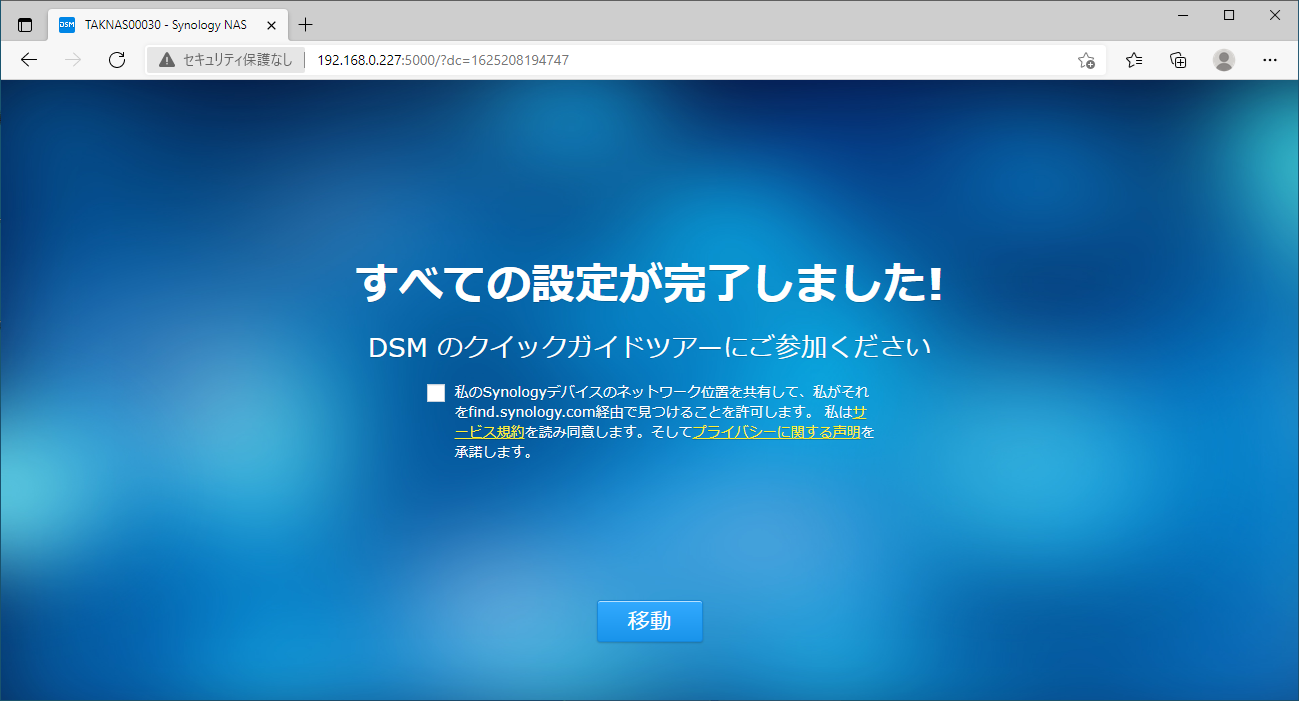 DSM TAKNAS00030 - Synology NAS
セキュリティ保護なし 192.168.0.227:5000/?dc=1625208194747
すべての設定が完了しました!
DSM のクイックガイドツアーにご参加ください
私のSynologyデバイスのネットワーク位置を共有して、私がそれ
をfind.synology.com経由で見つけることを許可します。 私はサ
ービス規約を読み同意します。そしてプライバシーに関する声明を
承諾します。
移動